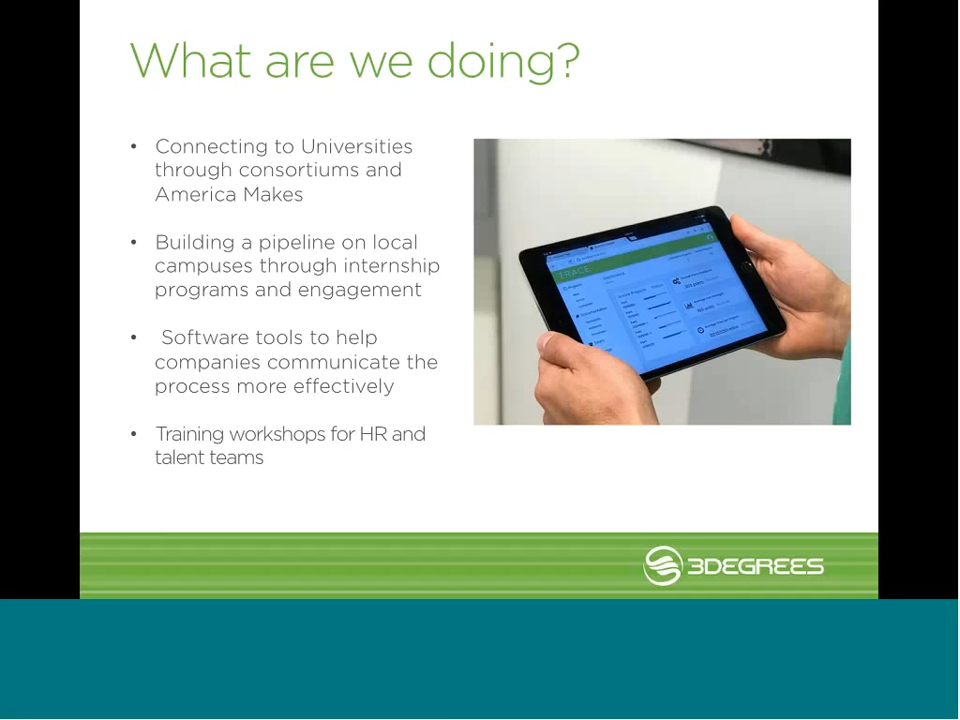 What are we doing?
• Connecting to Universities
through consortiums and
America Makes
• Building a pipeline on local
campuses through internship
programs and engagement
• Software tools to help
companies communicate the
process more effectively
• Training workshops for HR and
talent teams
TRACE
3DEGREES